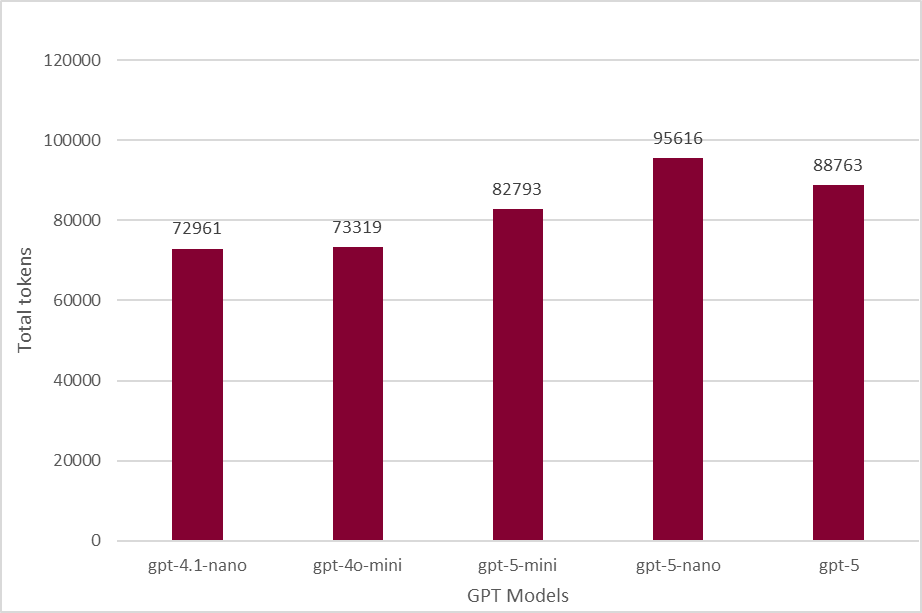 120000
100000
80000
60000
40000
20000
0
Total tokens
72961
73319
82793
95616
88763
gpt-4.1-nano
gpt-4o-mini
gpt-5-mini
gpt-5-nano
gpt-5
GPT Models